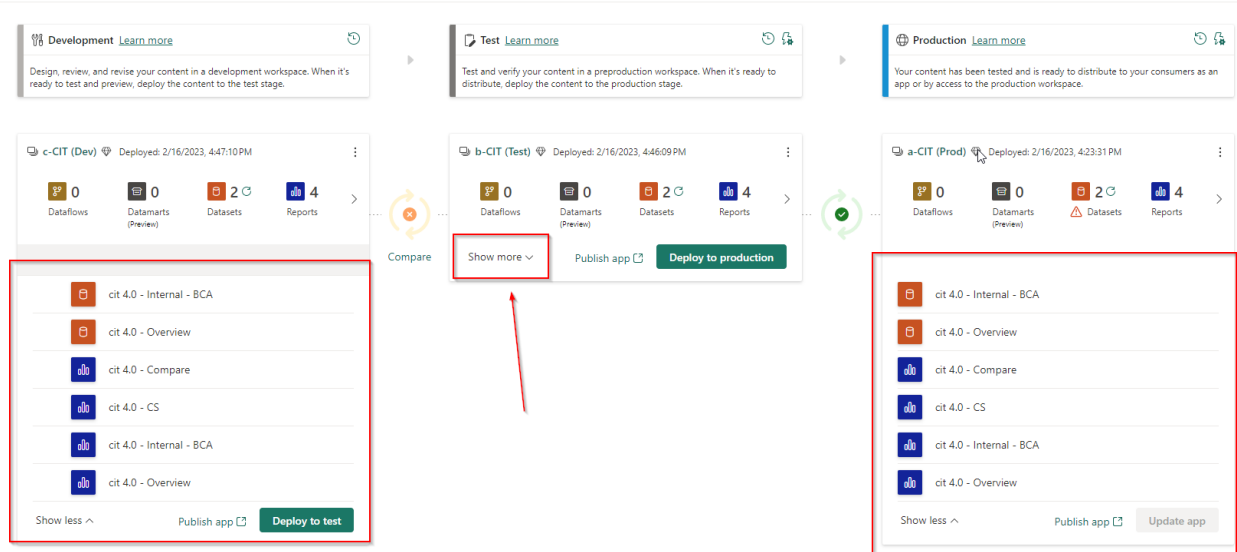 Development Learn more
Design, review, and revise your content in a development workspace. When it's
ready to test and preview, deploy the content to the test stage.
Test Learn more
Test and verify your content in a preproduction workspace. When it's ready to
distribute, deploy the content to the production stage.
Production Learn more
Your content has been tested and is ready to distribute to your consumers as an
app or by access to the production workspace.
c-CIT (Dev) Deployed: 2/16/2023, 4:47:10 PM
0 0 2 4
Dataflows Datamarts Datasets Reports
(Preview)
cit 4.0 - Internal - BCA
cit 4.0 - Overview
cit 4.0 - Compare
cit 4.0 - CS
cit 4.0 - Internal - BCA
cit 4.0 - Overview
Show less Publish app Deploy to test
Compare
b-CIT (Test) Deployed: 2/16/2023, 4:46:09 PM
0 0 2 4
Dataflows Datamarts Datasets Reports
(Preview)
Show more Publish app Deploy to production
a-CIT (Prod) Deployed: 2/16/2023, 4:23:31 PM
0 0 2 4
Dataflows Datamarts Datasets Reports
(Preview)
cit 4.0 - Internal - BCA
cit 4.0 - Overview
cit 4.0 - Compare
cit 4.0 - CS
cit 4.0 - Internal - BCA
cit 4.0 - Overview
Show less Publish app Update app